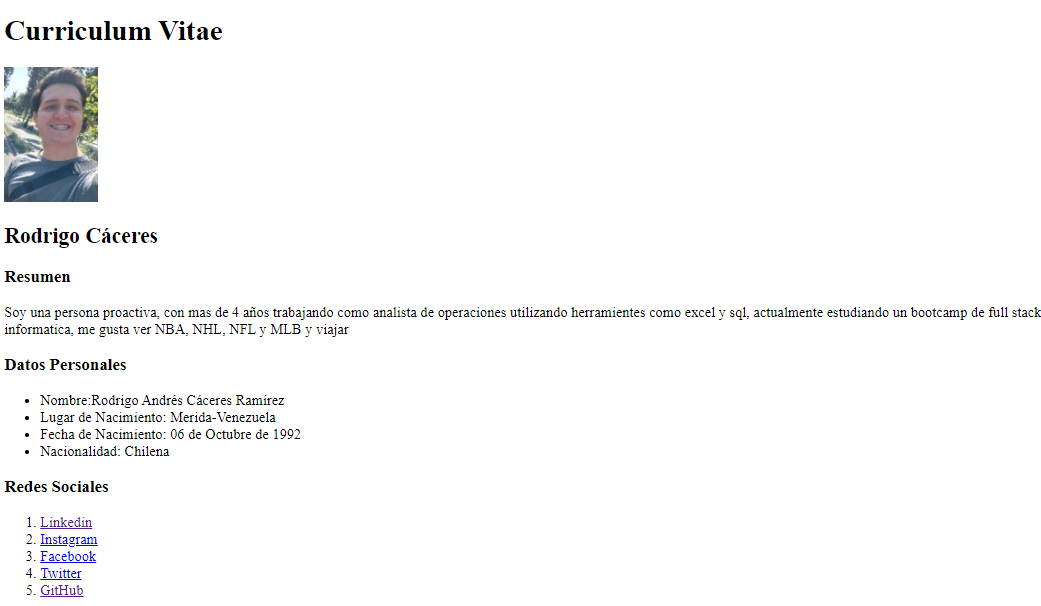 Curriculum Vitae
Rodrigo Cáceres
Resumen
Soy una persona proactiva, con mas de 4 años trabajando como analista de operaciones utilizando herramientes como excel y sql, actualmente estudiando un bootcamp de full stack
informatica, me gusta ver NBA, NHL, NFL y MLB y viajar
Datos Personales
• Nombre:Rodrigo Andrés Cáceres Ramírez
• Lugar de Nacimiento: Merida-Venezuela
• Fecha de Nacimiento: 06 de Octubre de 1992
• Nacionalidad: Chilena
Redes Sociales
1. Linkedin
2. Instagram
3. Facebook
4. Twitter
5. GitHub